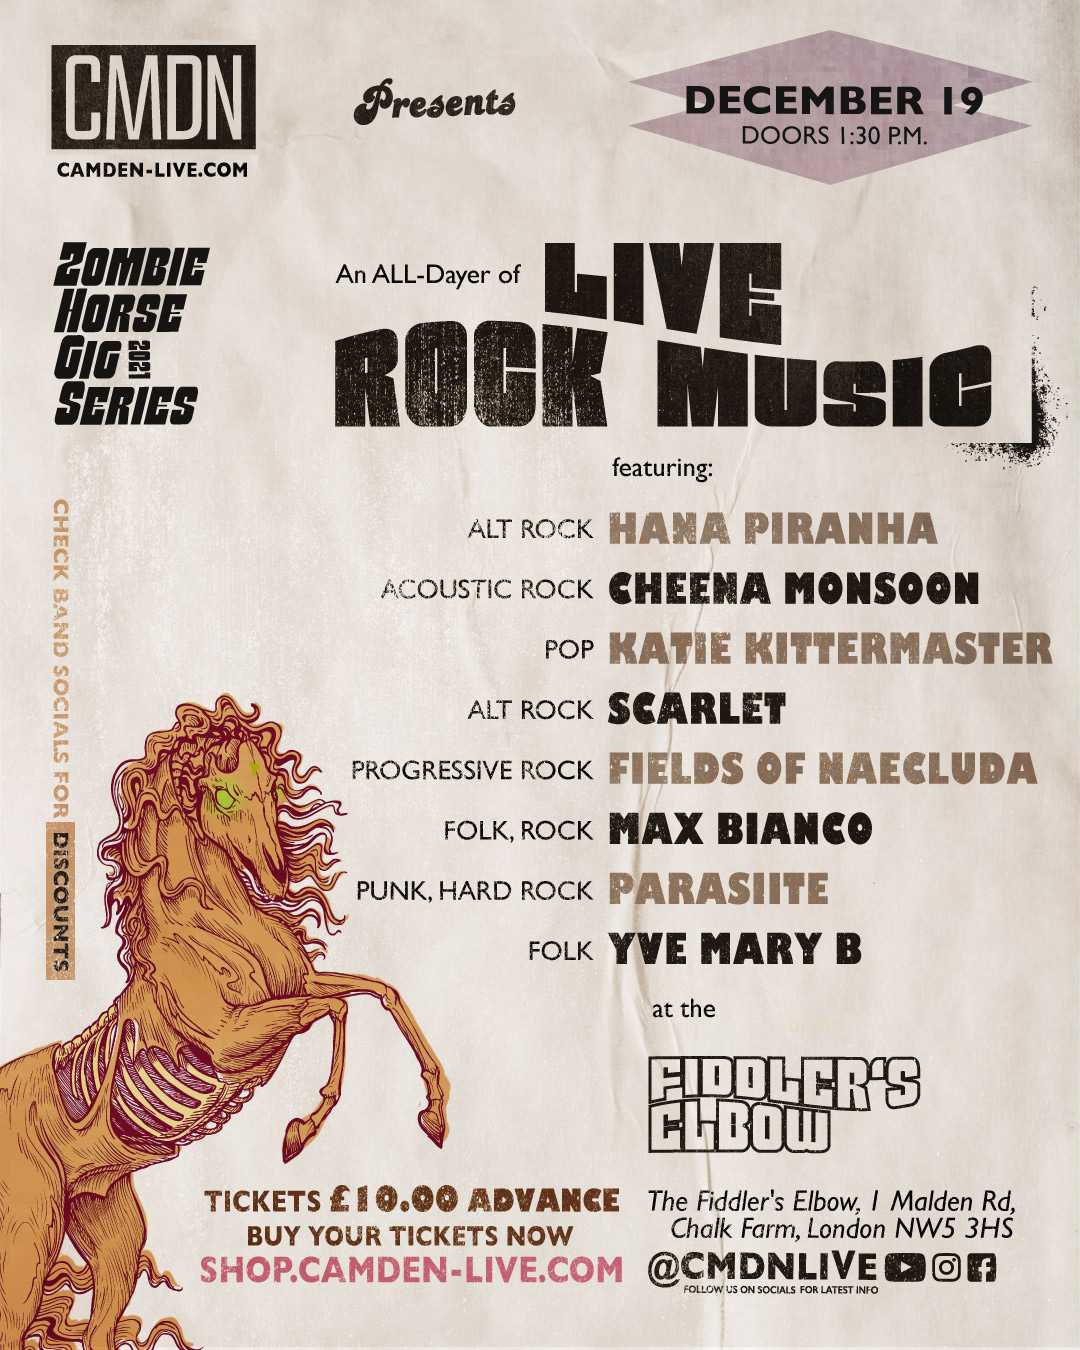 CMDN
CAMDEN-LIVE.COM
Presents
DECEMBER 19
DOORS 1:30 P.M.
ZOMBIE
HORSE
GIG 2021
SERIES
An ALL-Dayer of LIVE
ROCK MUSIC
featuring:
ALT ROCK HANA PIRANHA
ACOUSTIC ROCK CHEENA MONSOON
POP KATIE KITTERMASTER
ALT ROCK SCARLET
PROGRESSIVE ROCK FIELDS OF NAECLUDA
FOLK, ROCK MAX BIANCO
PUNK, HARD ROCK PARASIITE
FOLK YVE MARY B
CHECK BAND SOCIALS FOR DISCOUNTS
at the
FIDDLER'S
ELBOW
TICKETS £10.00 ADVANCE
BUY YOUR TICKETS NOW
SHOP.CAMDEN-LIVE.COM
The Fiddler's Elbow, 1 Malden Rd,
Chalk Farm, London NW5 3HS
@CMDNLIVE
FOLLOW US ON SOCIALS FOR LATEST INFO